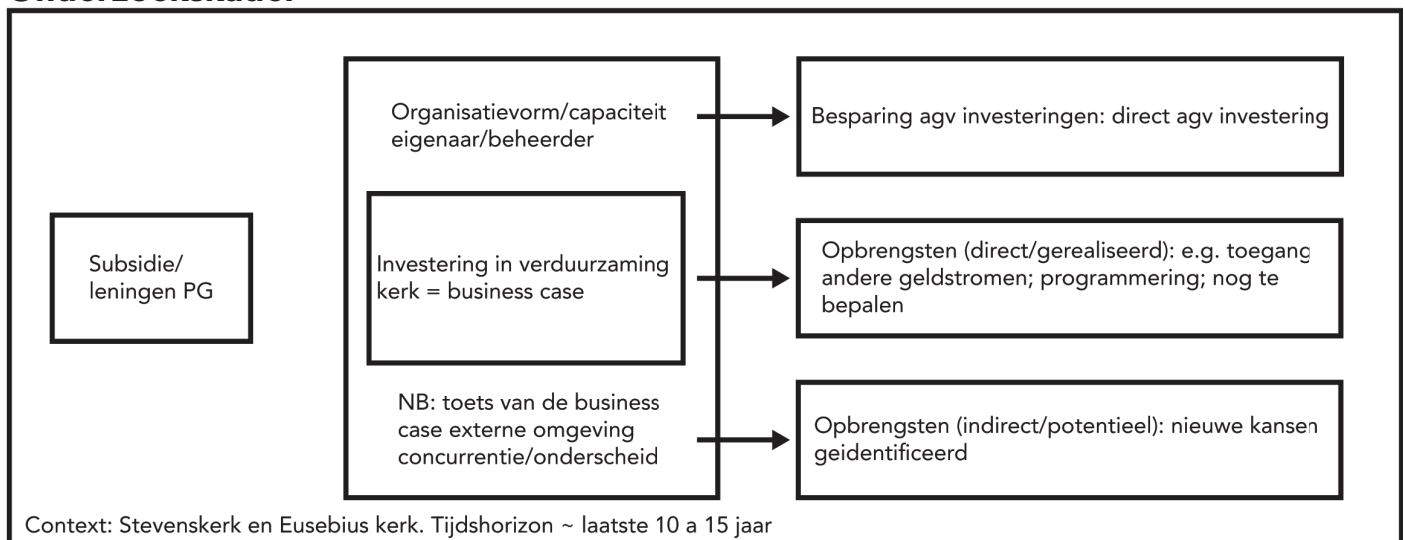 Organisatievorm/capaciteit
eigenaar/beheerder
Besparing agv investeringen: direct agv investering
Subsidie/
leningen PG
Investering in verduurzaming
kerk = business case
Opbrengsten (direct/gerealiseerd): e.g. toegang
andere geldstromen; programmering; nog te
bepalen
NB: toets van de business
case externe omgeving
concurrentie/onderscheid
Opbrengsten (indirect/potentieel): nieuwe kansen
geidentificeerd
Context: Stevenskerk en Eusebius kerk. Tijdshorizon ~ laatste 10 a 15 jaar